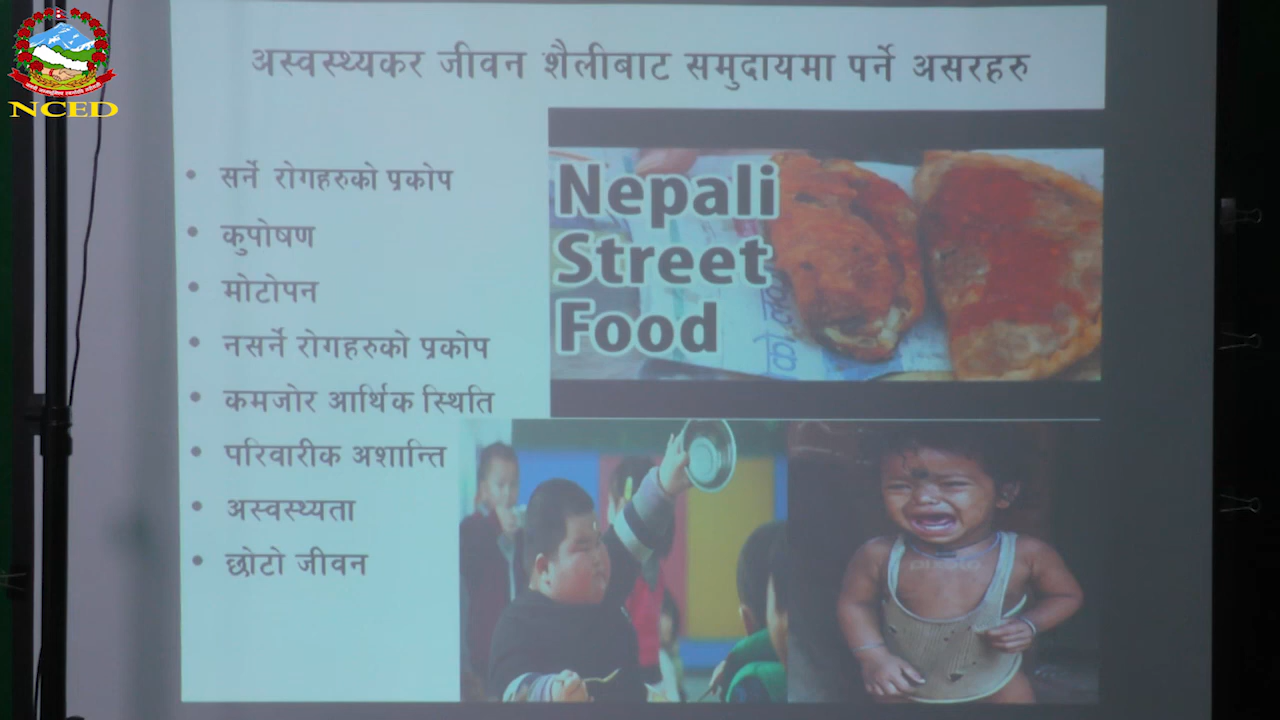 NCED
अस्वस्थ्यकर जीवन शैलीबाट समुदायमा पर्ने असरहरु
• सर्ने रोगहरुको प्रकोप
• कुपोषण
• मोटोपन
• नसर्ने रोगहरुको प्रकोप
• कमजोर आर्थिक स्थिति
• परिवारीक अशान्ति
• अस्वस्थ्यता
• छोटो जीवन
Nepali
Street
Food